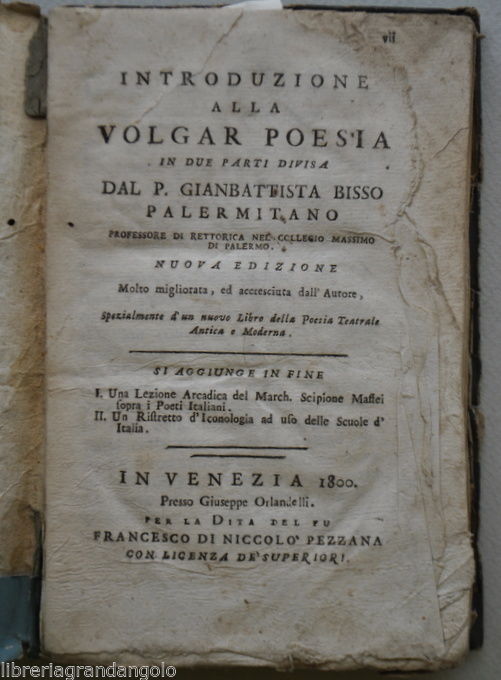 vii
INTRODUZIONE
ALLA
VOLGAR POESIA
IN DUE PARTI DIVISA
DAL P. GIANBATTISTA BISSO
PALERMITANO
PROFESSORE DI RETTORICA NEL COLLEGIO MASSIMO
DI PALERMO.
NUOVA EDIZIONE
Molto migliorata, ed accresciuta dall' Autore,
Spezialmente d'un nuovo Libro della Poesia Teatrale
Antica e Moderna.
SI AGGIUNGE IN FINE
I. Una Lezione Arcadica del March. Scipione Maffei
sopra i Poeti Italiani.
II. Un Ristretto d'Iconologia ad uso delle Scuole d'
Italia.
IN VENEZIA 1800.
Presso Giuseppe Orlandelli.
PER LA DITA DEL FU
FRANCESCO DI NICCOLO' PEZZANA
CON LICENZA DE' SUPERIORI.
libreriagrandangolo